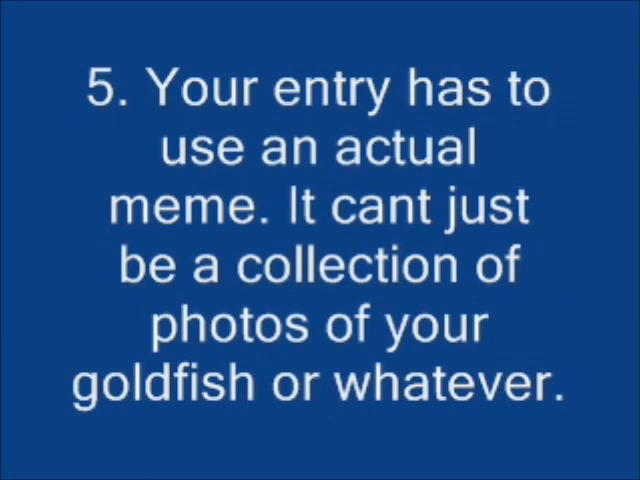 5. Your entry has to
use an actual
meme. It cant just
be a collection of
photos of your
goldfish or whatever.